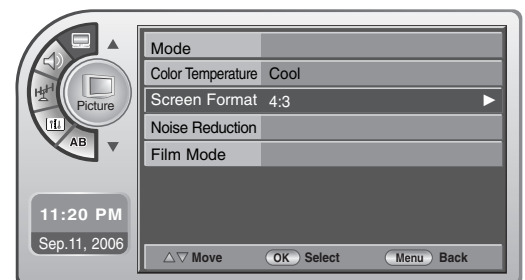 Picture
AB
Mode
Color Temperature Cool
Screen Format 4:3
Noise Reduction
Film Mode
11:20 PM
Sep.11, 2006
Move OK Select Menu Back